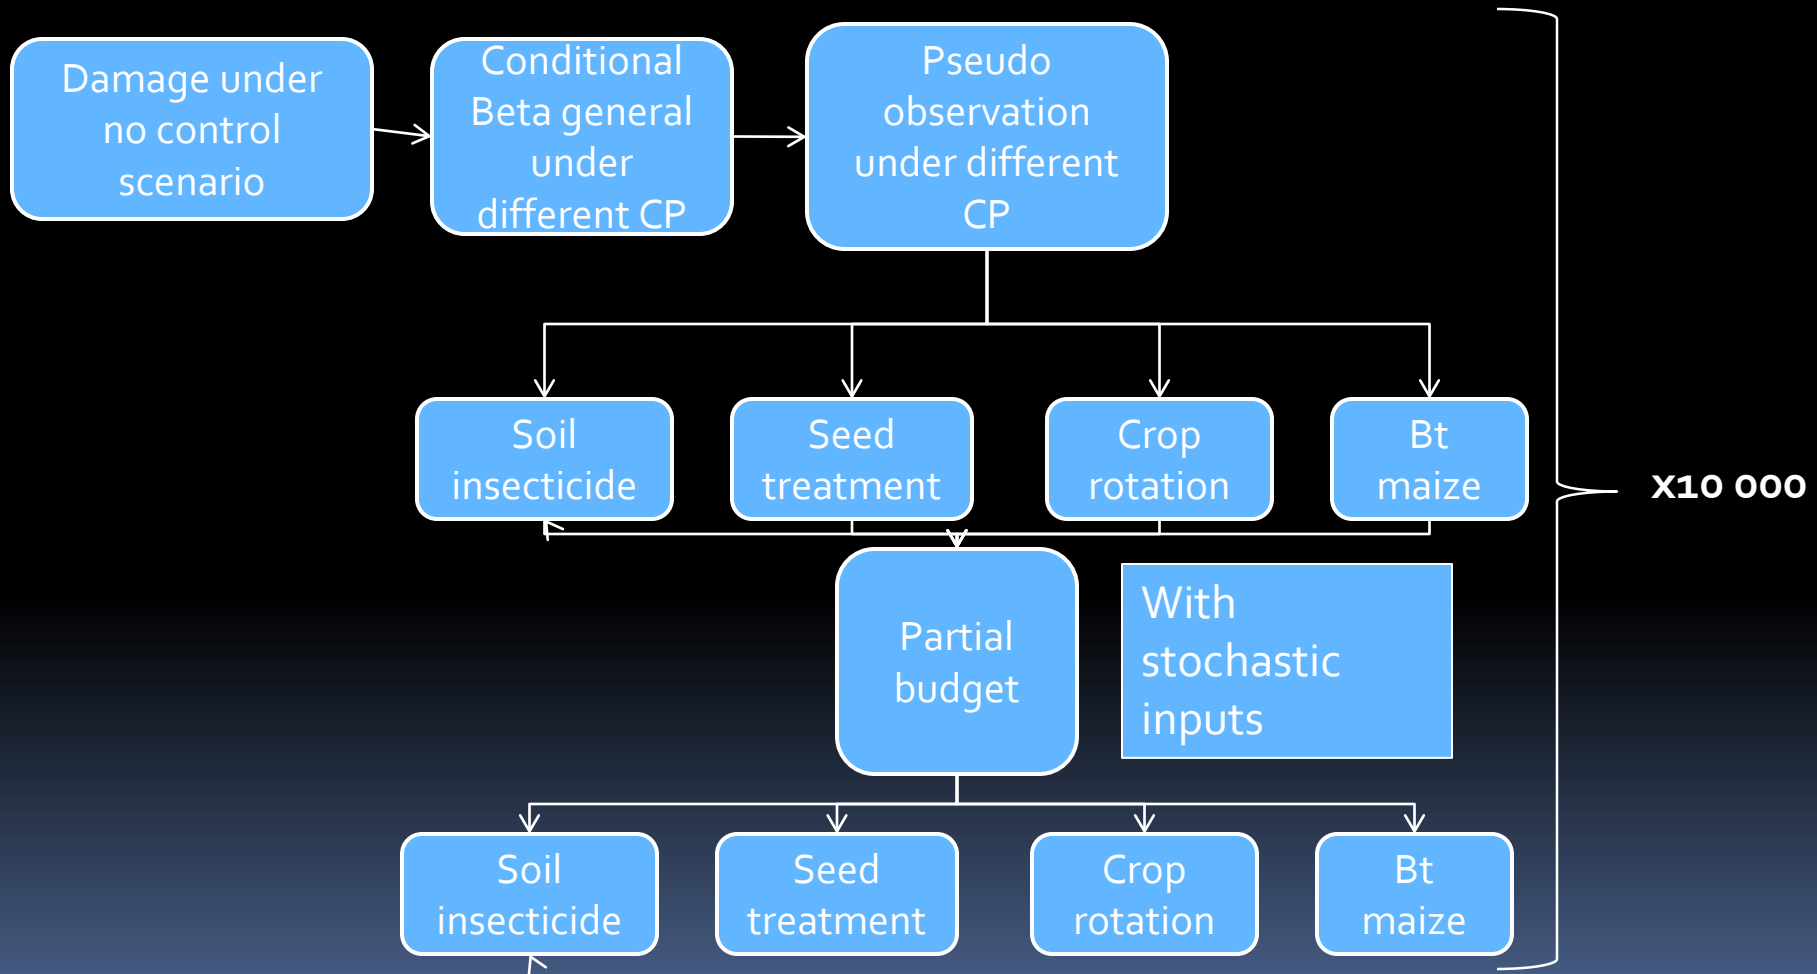 Damage under
no control
scenario
Conditional
Beta general
under
different CP
Pseudo
observation
under different
CP
Soil
insecticide
Seed
treatment
Crop
rotation
Bt
maize
x10 000
Partial
budget
With
stochastic
inputs
Soil
insecticide
Seed
treatment
Crop
rotation
Bt
maize